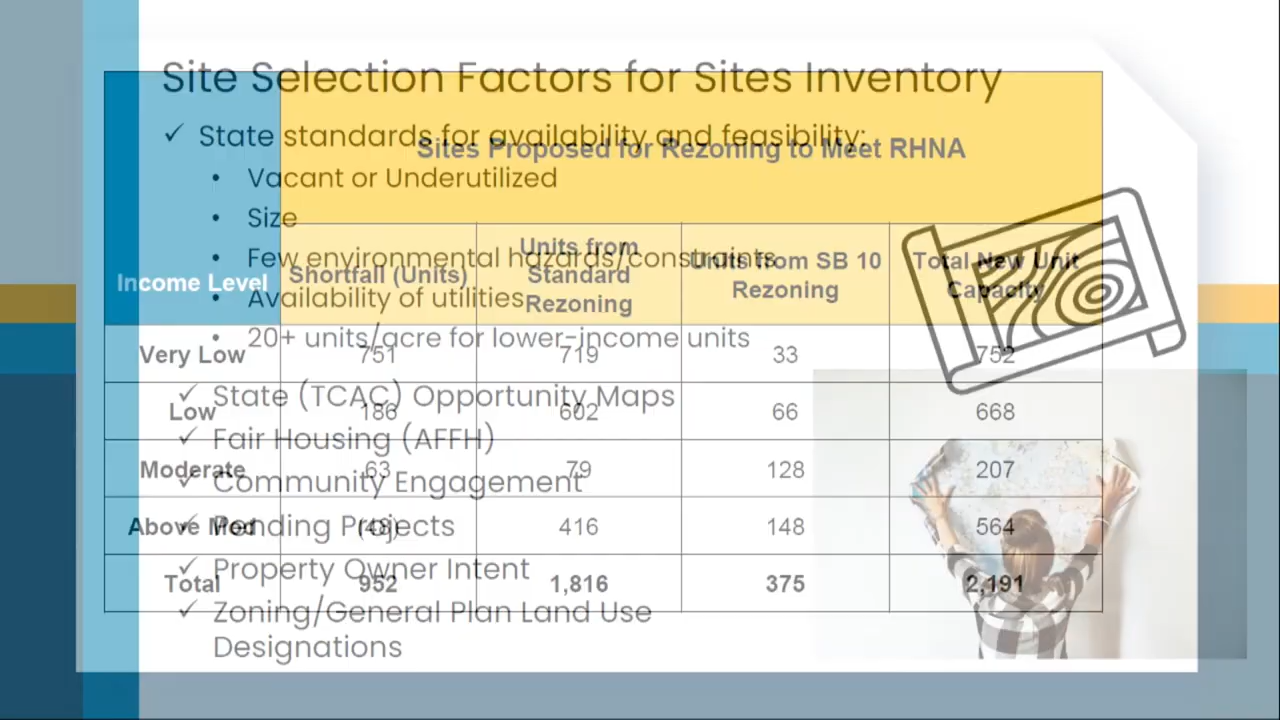 Site Selection Factors for Sites Inventory
✓ State standards for availability and feasibility:
• Vacant or Underutilized
• Size
• Few environmental hazards/constraints
• Availability of utilities
• 20+ units/acre for lower-income units
✓ State (TCAC) Opportunity Maps
✓ Fair Housing (AFFH)
✓ Community Engagement
✓ Pending Projects
✓ Property Owner Intent
✓ Zoning/General Plan Land Use
Designations
Sites Proposed for Rezoning to Meet RHNA
Income Level Shortfall (Units) Units from Standard Rezoning Units from SB 10 Rezoning Total New Unit Capacity
Very Low 751 719 33 752
Low 186 602 66 668
Moderate 63 79 128 207
Above Mod (48) 416 148 564
Total 952 1,816 375 2,191